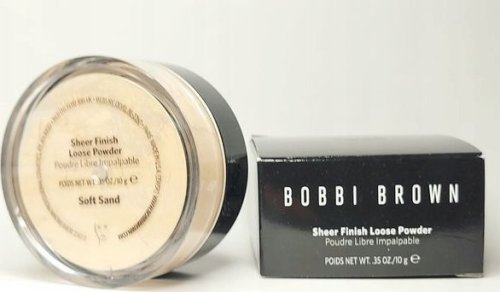 Sheer Finish
Loose Powder
Poudre Libre Impalpable
POIDS NET WT. .35 OZ./10 g ℮
Soft Sand
BOBBI BROWN
Sheer Finish Loose Powder
Poudre Libre Impalpable
POIDS NET WT. .35 OZ./10 g ℮